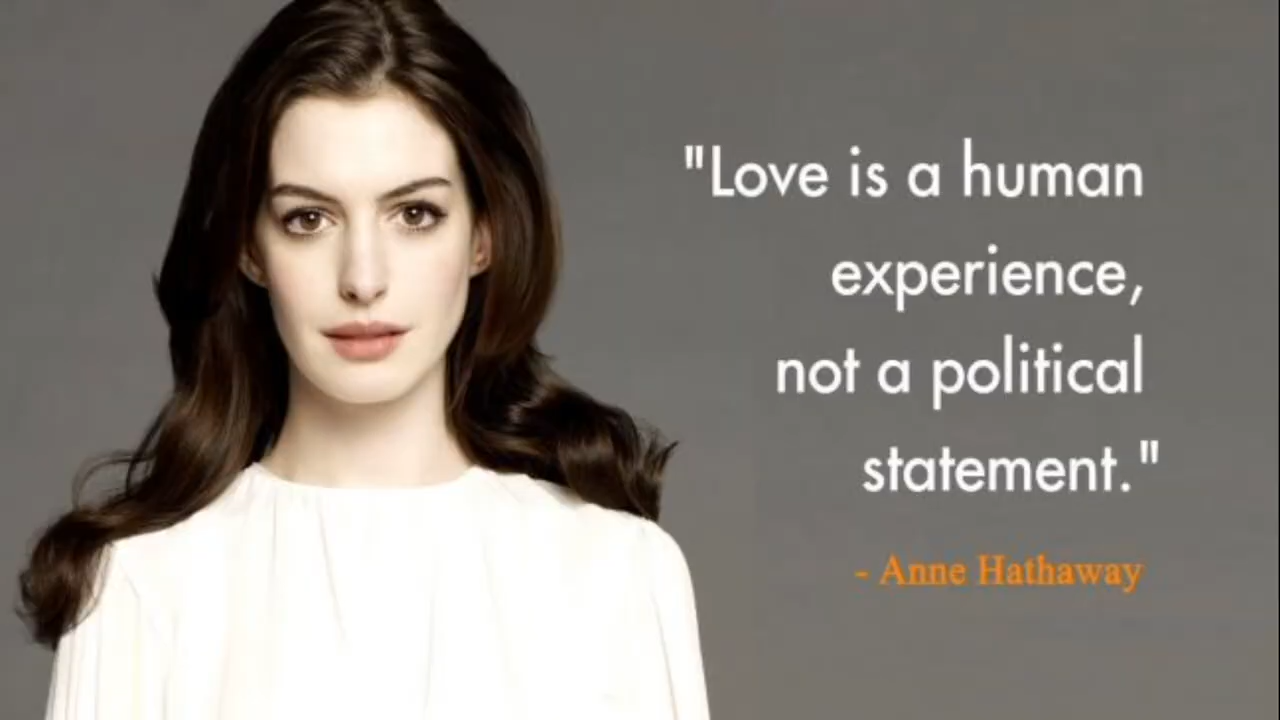 "Love is a human
experience,
not a political
statement."
- Anne Hathaway